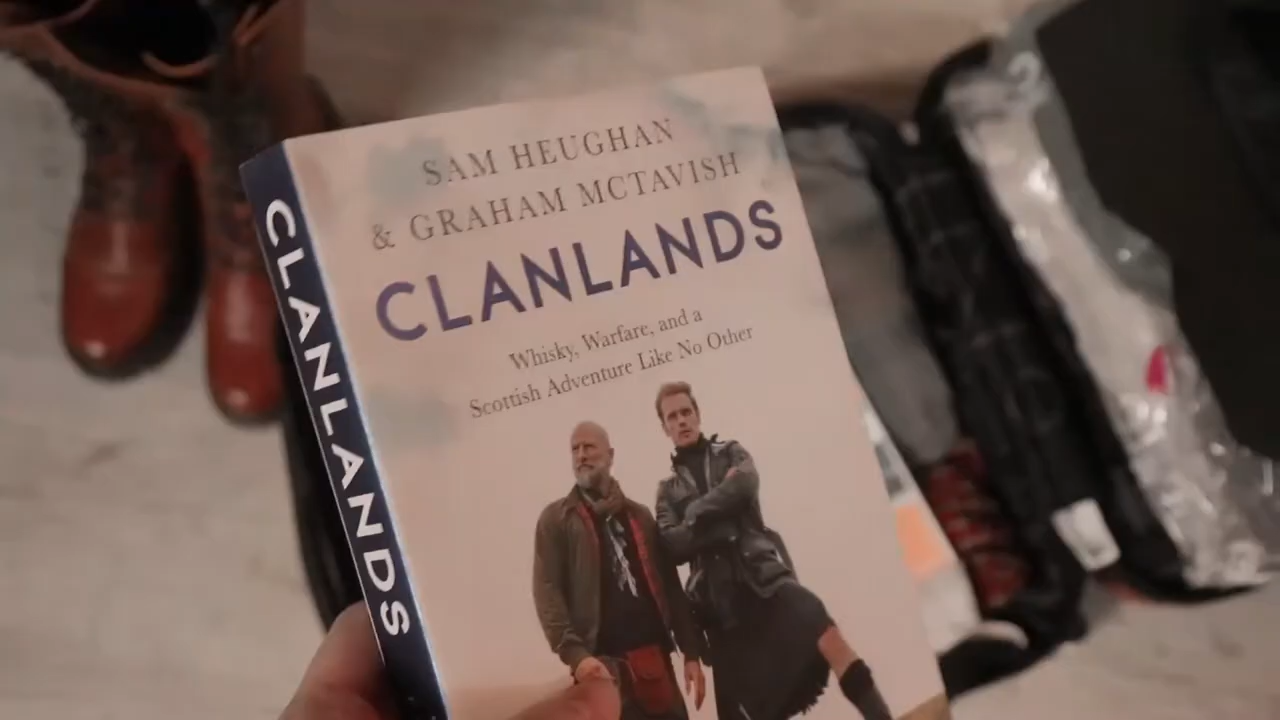 SAM HEUGHAN
& GRAHAM MCTAVISH
CLANLANDS
Whisky, Warfare, and a
Scottish Adventure Like No Other
CLANLANDS